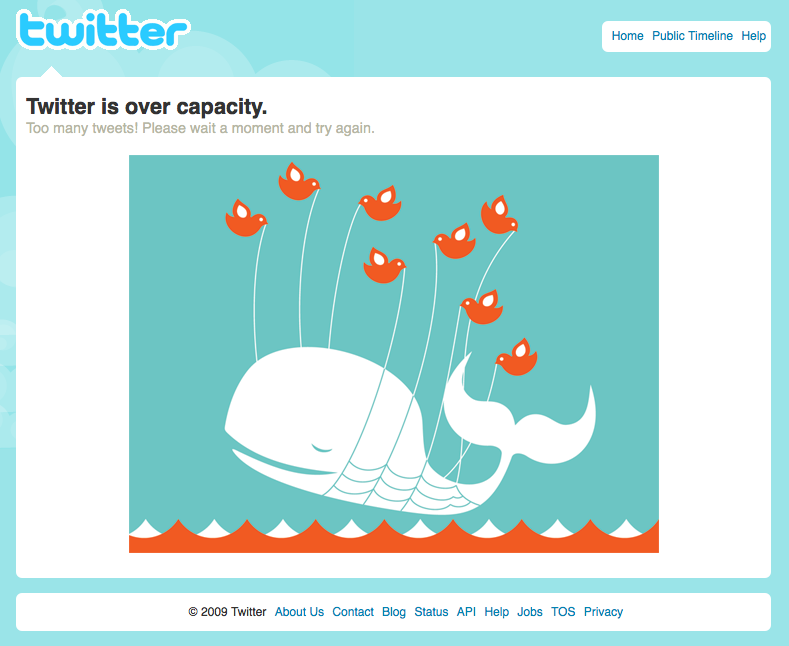 twitter
Home Public Timeline Help
Twitter is over capacity.
Too many tweets! Please wait a moment and try again.
© 2009 Twitter About Us Contact Blog Status API Help Jobs TOS Privacy